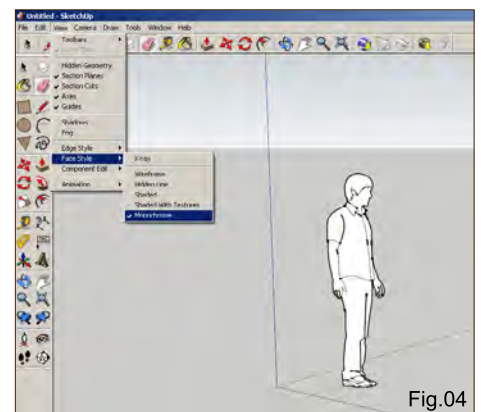 Untitled - SketchUp
File Edit View Camera Draw Tools Window Help
Toolbars
Hidden Geometry
Section Planes
Section Cuts
Axes
Guides
Shadows
Fog
Edge Style
Face Style
Component Edit
Animation
X-ray
Wireframe
Hidden Line
Shaded
Shaded With Textures
Monochrome
Fig.04